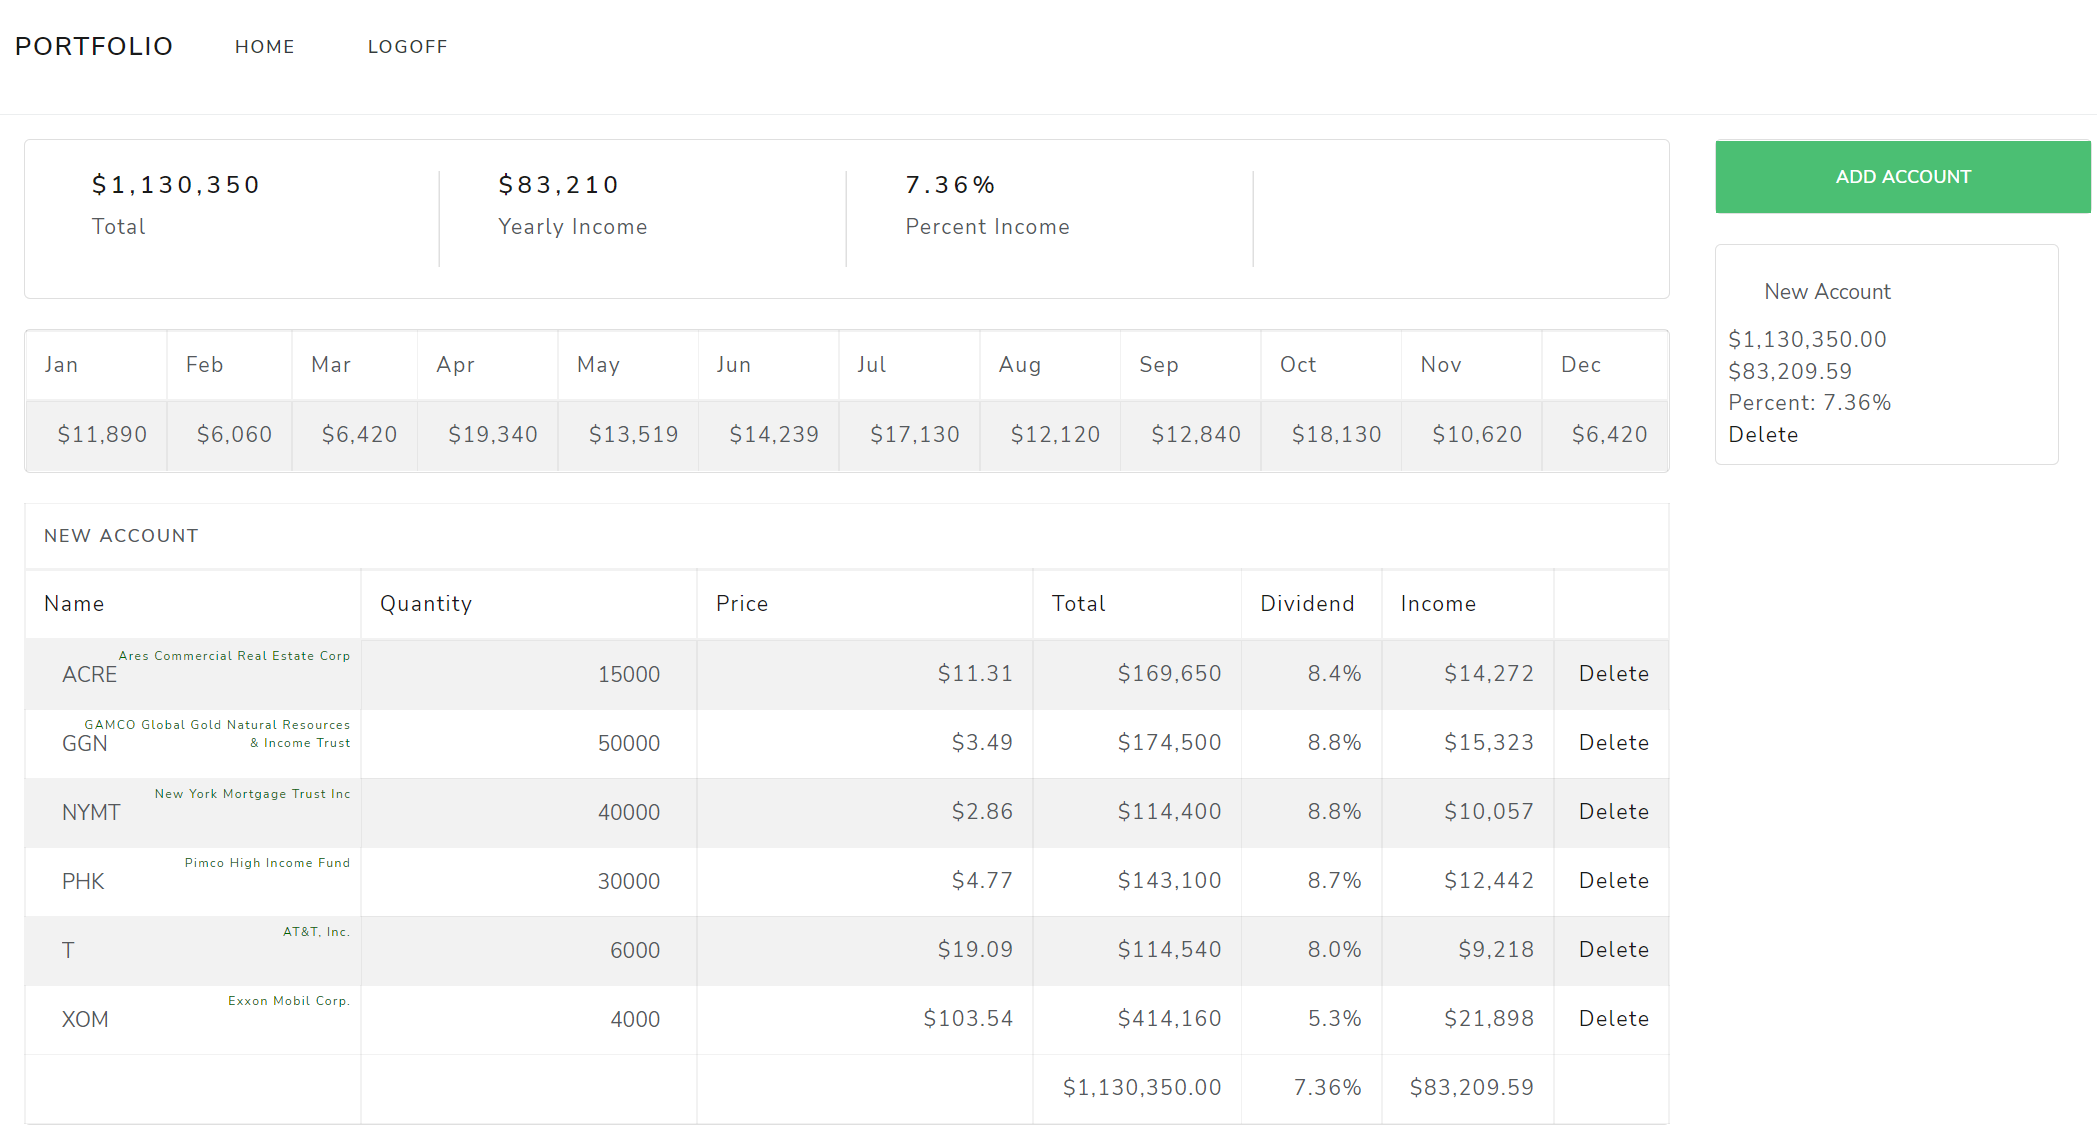 PORTFOLIO HOME LOGOFF
$1,130,350 $83,210 7.36%
Total Yearly Income Percent Income
ADD ACCOUNT
New Account
$1,130,350.00
$83,209.59
Percent: 7.36%
Delete
Jan Feb Mar Apr May Jun Jul Aug Sep Oct Nov Dec
$11,890 $6,060 $6,420 $19,340 $13,519 $14,239 $17,130 $12,120 $12,840 $18,130 $10,620 $6,420
NEW ACCOUNT
Name Quantity Price Total Dividend Income
Ares Commercial Real Estate Corp
ACRE 15000 $11.31 $169,650 8.4% $14,272 Delete
GAMCO Global Gold Natural Resources
& Income Trust
GGN 50000 $3.49 $174,500 8.8% $15,323 Delete
New York Mortgage Trust Inc
NYMT 40000 $2.86 $114,400 8.8% $10,057 Delete
Pimco High Income Fund
PHK 30000 $4.77 $143,100 8.7% $12,442 Delete
AT&T, Inc.
T 6000 $19.09 $114,540 8.0% $9,218 Delete
Exxon Mobil Corp.
XOM 4000 $103.54 $414,160 5.3% $21,898 Delete
$1,130,350.00 7.36% $83,209.59